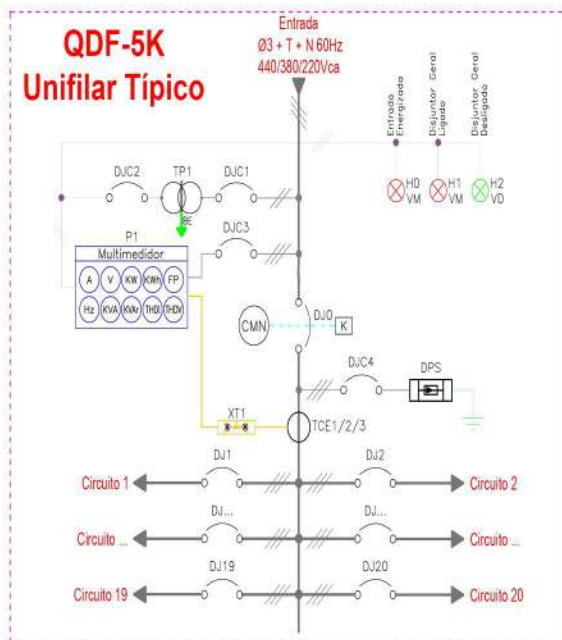 QDF-5K
Unifilar Típico
Entrada
Ø3 + T + N 60Hz
440/380/220Vca
Entrada
Energizada
Disjuntor Geral
Ligado
Disjuntor Geral
Desligado
DJC2
TP1
DJC1
H0
VM
H1
VM
H2
VD
BE
P1
DJC3
Multimedidor
A V KW KWh FP
Hz KVA KVAr THDI THDV
CMN
DJ0
K
DJC4
DPS
XT1
TCE1/2/3
DJ1
DJ2
Circuito 1
Circuito 2
DJ...
DJ...
Circuíto ...
Circuíto ...
DJ19
DJ20
Circuito 19
Circuito 20